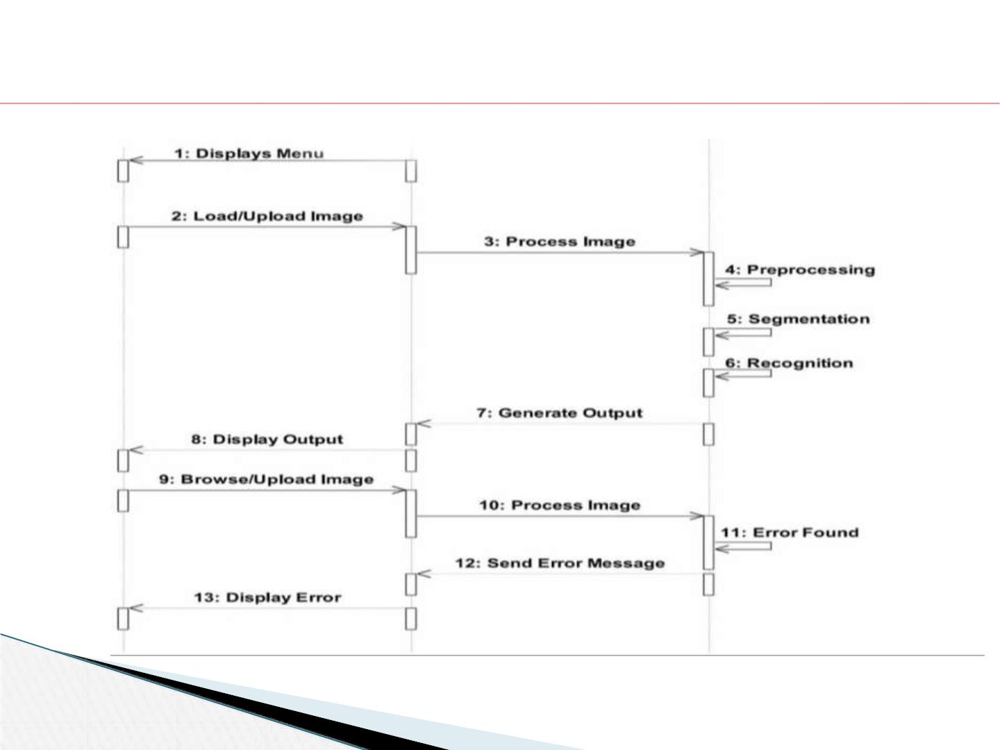 1: Displays Menu
2: Load/Upload Image
3: Process Image
4: Preprocessing
5: Segmentation
6: Recognition
7: Generate Output
8: Display Output
9: Browse/Upload Image
10: Process Image
11: Error Found
12: Send Error Message
13: Display Error